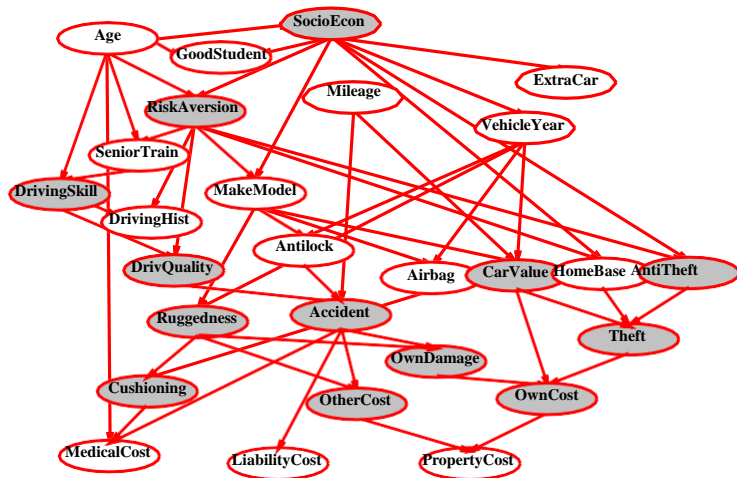 SocioEcon
Age
GoodStudent
ExtraCar
Mileage
RiskAversion
VehicleYear
SeniorTrain
DrivingSkill
MakeModel
DrivingHist
Antilock
DrivQuality
Airbag
CarValue
HomeBase
AntiTheft
Ruggedness
Accident
Theft
OwnDamage
Cushioning
OtherCost
OwnCost
MedicalCost
LiabilityCost
PropertyCost